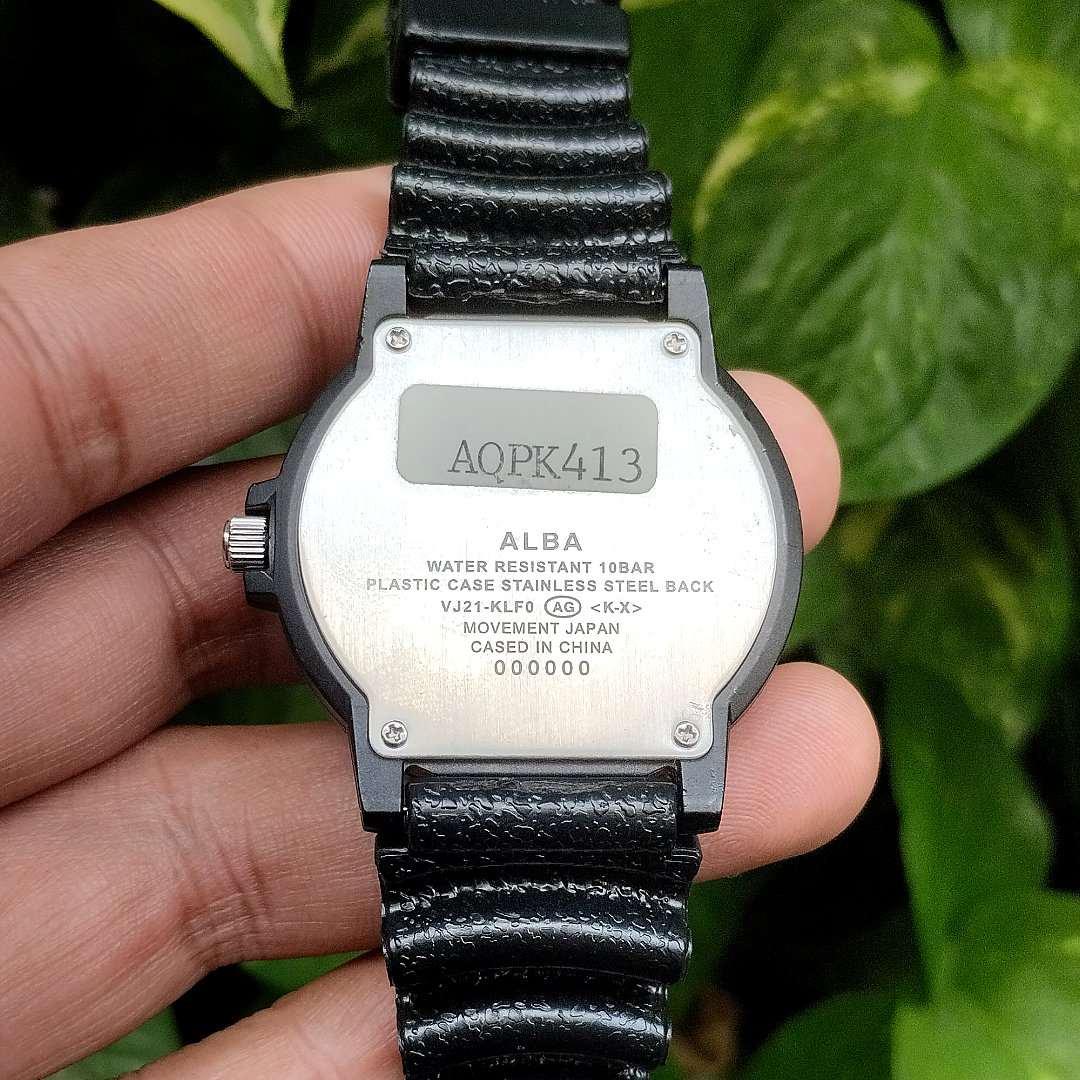 AQPK413
ALBA
WATER RESISTANT 10BAR
PLASTIC CASE STAINLESS STEEL BACK
VJ21-KLF0 AG <K-X>
MOVEMENT JAPAN
CASED IN CHINA
000000